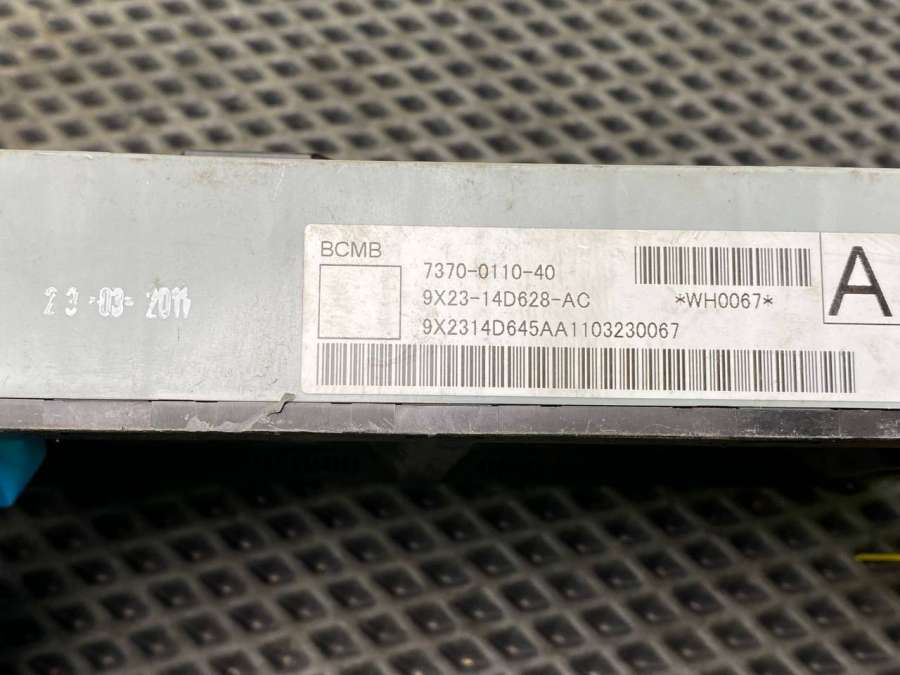 BCMB
7370-0110-40
9X23-14D628-AC
*WH0067*
A
9X2314D645AA1103230067
23-03-2011